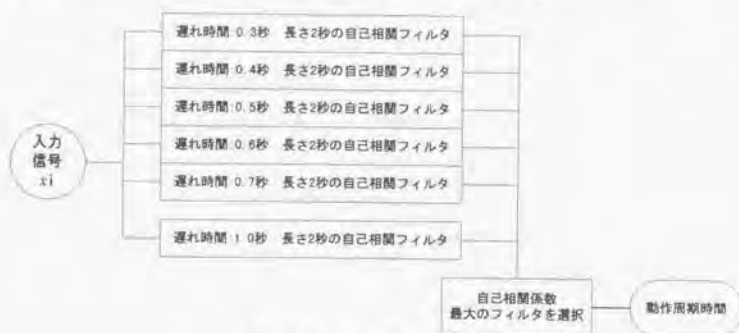 入力
信号
xi
遅れ時間:0.3秒 長さ2秒の自己相関フィルタ
遅れ時間:0.4秒 長さ2秒の自己相関フィルタ
遅れ時間:0.5秒 長さ2秒の自己相関フィルタ
遅れ時間:0.6秒 長さ2秒の自己相関フィルタ
遅れ時間:0.7秒 長さ2秒の自己相関フィルタ
遅れ時間:1.0秒 長さ2秒の自己相関フィルタ
自己相関係数
最大のフィルタを選択
動作周期時間